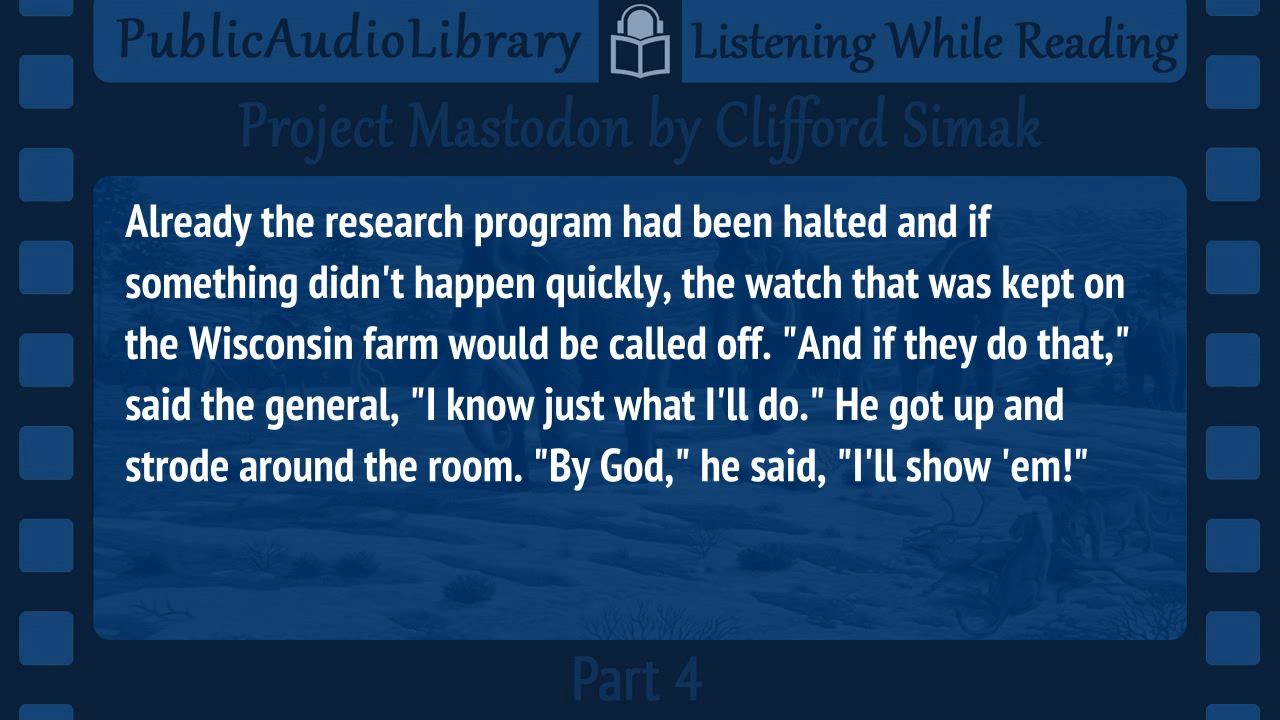 PublicAudioLibrary Listening While Reading
Project Mastodon by Clifford Simak
Already the research program had been halted and if
something didn't happen quickly, the watch that was kept on
the Wisconsin farm would be called off. "And if they do that,"
said the general, "I know just what I'll do." He got up and
strode around the room. "By God," he said, "I'll show 'em!"
Part 4